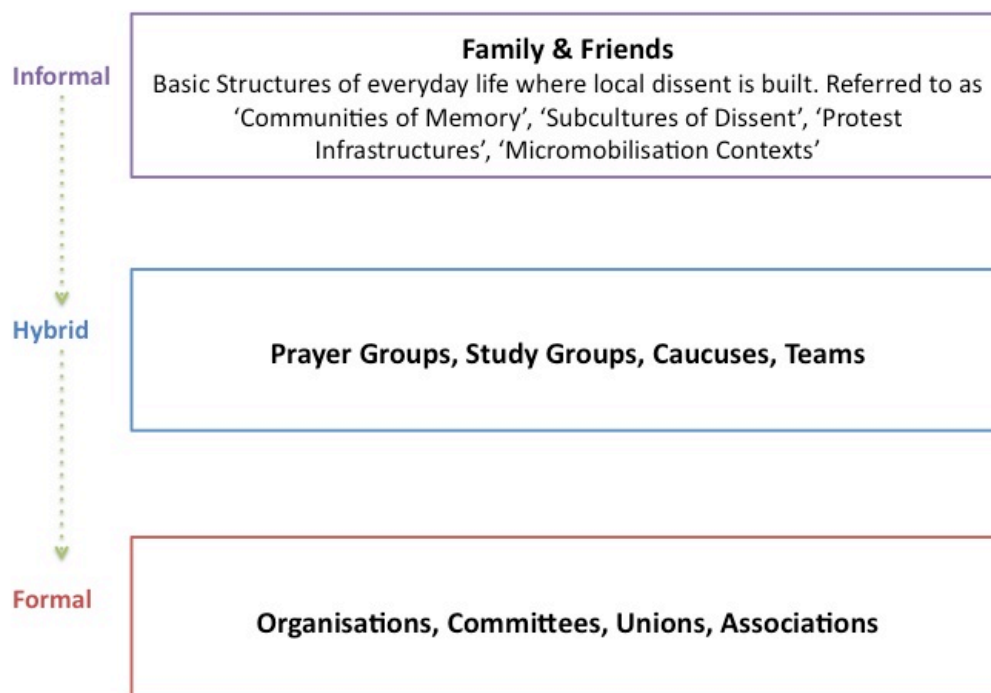 Informal
Family & Friends
Basic Structures of everyday life where local dissent is built. Referred to as
‘Communities of Memory’, ‘Subcultures of Dissent’, ‘Protest
Infrastructures’, ‘Micromobilisation Contexts’
Hybrid
Prayer Groups, Study Groups, Caucuses, Teams
Formal
Organisations, Committees, Unions, Associations